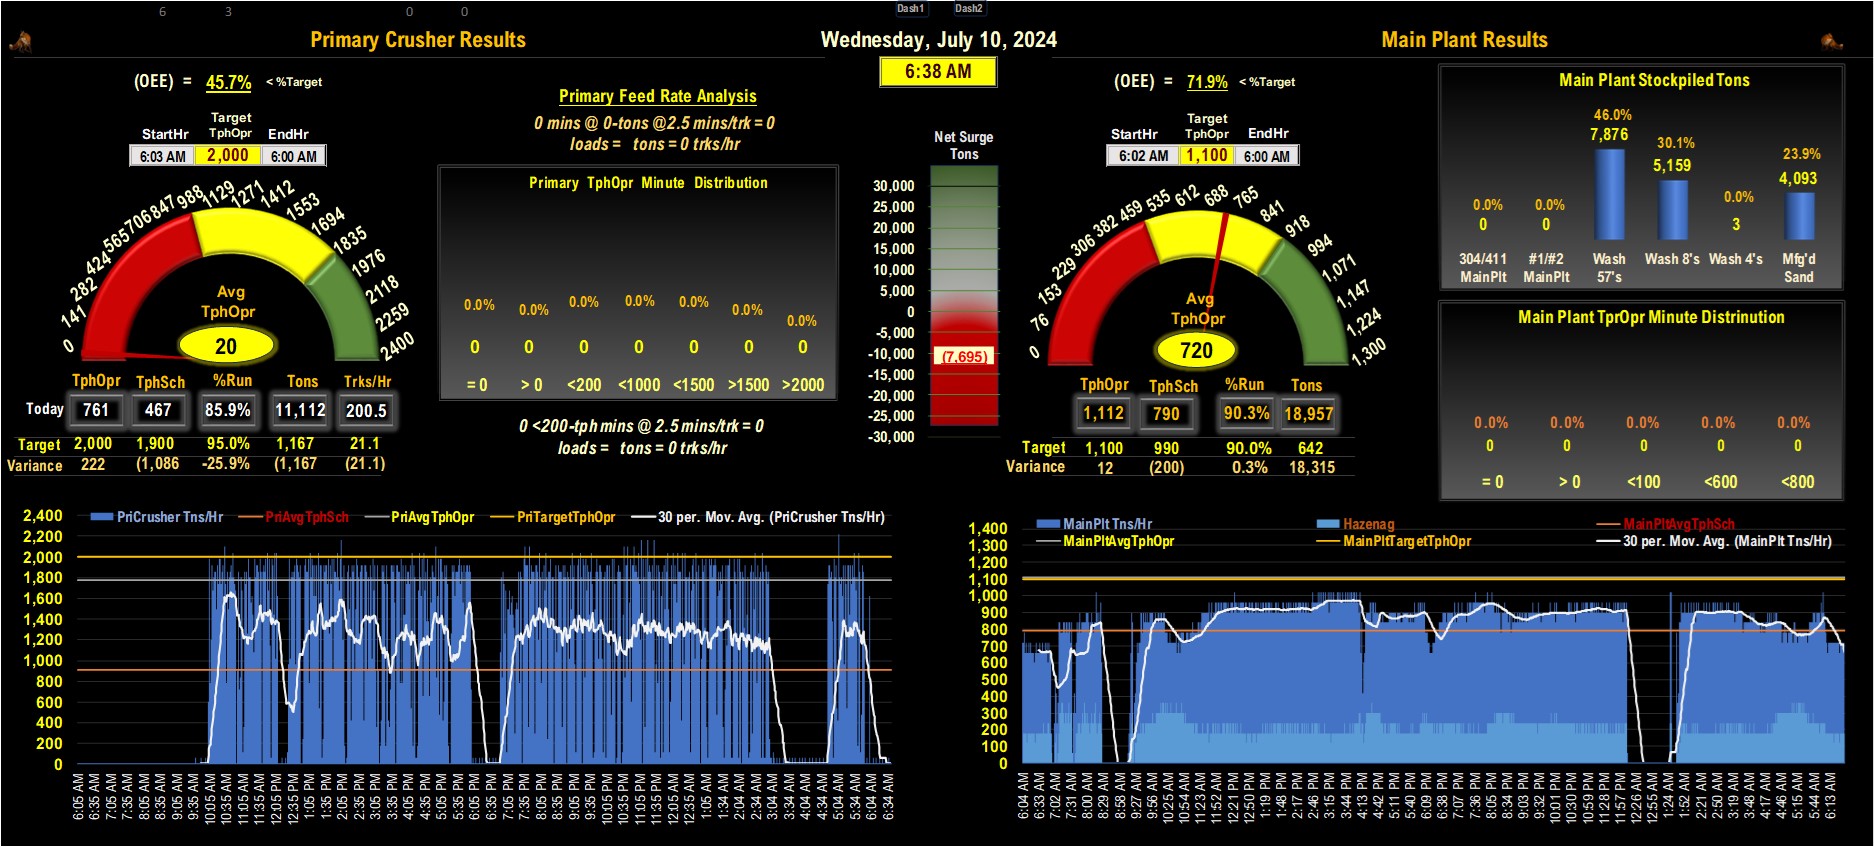 6 3 0 0 Dash1 Dash2
Primary Crusher Results
Wednesday, July 10, 2024
Main Plant Results
6:38 AM
(OEE) = 45.7% < %Target
Target
StartHr TphOpr EndHr
6:03 AM 2,000 6:00 AM
0 141 282 424 565 706 847 988 1129 1271 1412 1553 1694 1835 1976 2118 2259 2400
Avg
TphOpr
20
TphOpr TphSch %Run Tons Trks/Hr
Today 761 467 85.9% 11,112 200.5
Target 2,000 1,900 95.0% 1,167 21.1
Variance 222 (1,086 -25.9% (1,167 (21.1)
Primary Feed Rate Analysis
0 mins @ 0-tons @2.5 mins/trk = 0
loads = tons = 0 trks/hr
Primary TphOpr Minute Distribution
0.0% 0.0% 0.0% 0.0% 0.0% 0.0% 0.0%
0 0 0 0 0 0 0
= 0 > 0 <200 <1000 <1500 >1500 >2000
0 <200-tph mins @ 2.5 mins/trk = 0
loads = tons = 0 trks/hr
Net Surge
Tons
30,000
25,000
20,000
15,000
10,000
5,000
0
-5,000
-10,000
(7,695)
-15,000
-20,000
-25,000
-30,000
(OEE) = 71.9% < %Target
Target
StartHr TphOpr EndHr
6:02 AM 1,100 6:00 AM
0 76 153 229 306 382 459 535 612 688 765 841 918 994 1,071 1,147 1,224 1,300
Avg
TphOpr
720
TphOpr TphSch %Run Tons
1,112 790 90.3% 18,957
Target 1,100 990 90.0% 642
Variance 12 (200) 0.3% 18,315
Main Plant Stockpiled Tons
0.0% 0.0% 46.0% 30.1% 0.0% 23.9%
0 0 7,876 5,159 3 4,093
304/411 #1/#2 Wash Wash 8's Wash 4's Mfg'd
MainPlt MainPlt 57's Sand
Main Plant TprOpr Minute Distrinution
0.0% 0.0% 0.0% 0.0% 0.0%
0 0 0 0 0
= 0 > 0 <100 <600 <800
PriCrusher Tns/Hr PriAvgTphSch PriAvgTphOpr PriTargetTphOpr 30 per. Mov. Avg. (PriCrusher Tns/Hr)
2,400
2,200
2,000
1,800
1,600
1,400
1,200
1,000
800
600
400
200
0
6:05 AM 6:35 AM 7:05 AM 7:35 AM 8:05 AM 8:35 AM 9:05 AM 9:35 AM 10:05 AM 10:35 AM 11:05 AM 11:35 AM 12:05 PM 12:35 PM 1:05 PM 1:35 PM 2:05 PM 2:35 PM 3:05 PM 3:35 PM 4:05 PM 4:35 PM 5:05 PM 5:35 PM 6:05 PM 6:35 PM 7:05 PM 7:35 PM 8:05 PM 8:35 PM 9:05 PM 9:35 PM 10:05 PM 10:35 PM 11:35 PM 12:05 AM 12:35 AM 1:04 AM 1:34 AM 2:04 AM 2:34 AM 3:04 AM 3:34 AM 4:04 AM 4:34 AM 5:04 AM 5:34 AM 6:04 AM 6:34 AM
MainPlt Tns/Hr Hazenag MainPltAvgTphSch
MainPltAvgTphOpr MainPltTargetTphOpr 30 per. Mov. Avg. (MainPlt Tns/Hr)
1,400
1,300
1,200
1,100
1,000
900
800
700
600
500
400
300
200
100
0
6:04 AM 6:33 AM 7:02 AM 7:31 AM 8:00 AM 8:29 AM 8:58 AM 9:27 AM 9:56 AM 10:25 AM 10:54 AM 11:23 AM 11:52 AM 12:21 PM 12:50 PM 1:19 PM 1:48 PM 2:17 PM 2:46 PM 3:15 PM 3:44 PM 4:13 PM 4:42 PM 5:11 PM 5:40 PM 6:09 PM 6:38 PM 7:07 PM 7:36 PM 8:05 PM 8:34 PM 9:03 PM 9:32 PM 10:01 PM 10:30 PM 10:59 PM 11:28 PM 11:57 PM 12:26 AM 12:55 AM 1:24 AM 1:52 AM 2:21 AM 2:50 AM 3:19 AM 3:48 AM 4:17 AM 4:46 AM 5:15 AM 5:44 AM 6:13 AM